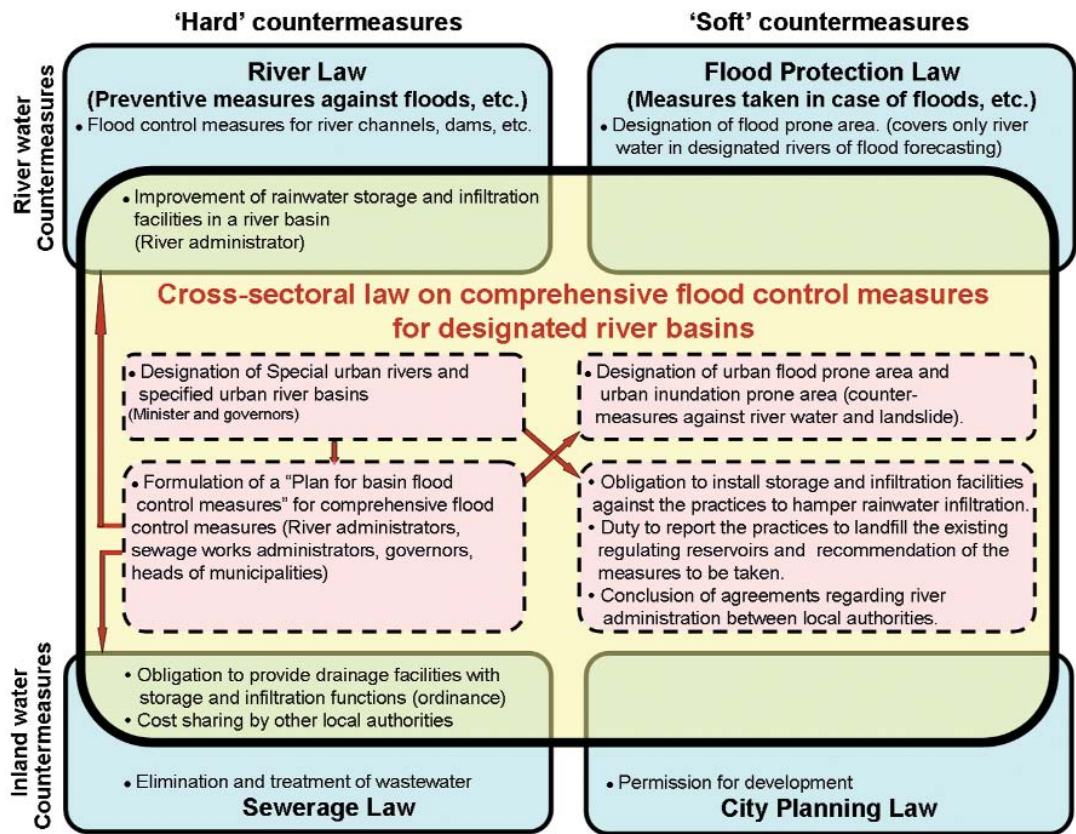 ‘Hard’ countermeasures
‘Soft’ countermeasures
River water
Countermeasures
River Law
(Preventive measures against floods, etc.)
• Flood control measures for river channels, dams, etc.
Flood Protection Law
(Measures taken in case of floods, etc.)
• Designation of flood prone area. (covers only river
water in designated rivers of flood forecasting)
• Improvement of rainwater storage and infiltration
facilities in a river basin
(River administrator)
Cross-sectoral law on comprehensive flood control measures
for designated river basins
• Designation of Special urban rivers and
specified urban river basins
(Minister and governors)
• Designation of urban flood prone area and
urban inundation prone area (counter-
measures against river water and landslide).
• Formulation of a “Plan for basin flood
control measures” for comprehensive flood
control measures (River administrators,
sewage works administrators, governors,
heads of municipalities)
• Obligation to install storage and infiltration facilities
against the practices to hamper rainwater infiltration.
• Duty to report the practices to landfill the existing
regulating reservoirs and recommendation of the
measures to be taken.
• Conclusion of agreements regarding river
administration between local authorities.
Inland water
Countermeasures
• Obligation to provide drainage facilities with
storage and infiltration functions (ordinance)
• Cost sharing by other local authorities
• Elimination and treatment of wastewater
Sewerage Law
• Permission for development
City Planning Law